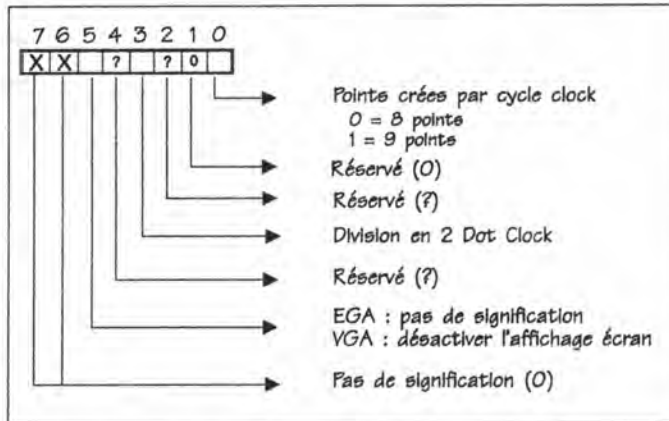 7 6 5 4 3 2 1 0
X X ? ? 0
Points crées par cycle clock
0 = 8 points
1 = 9 points
Réservé (0)
Réservé (?)
Division en 2 Dot Clock
Réservé (?)
EGA : pas de signification
VGA : désactiver l'affichage écran
Pas de signification (0)